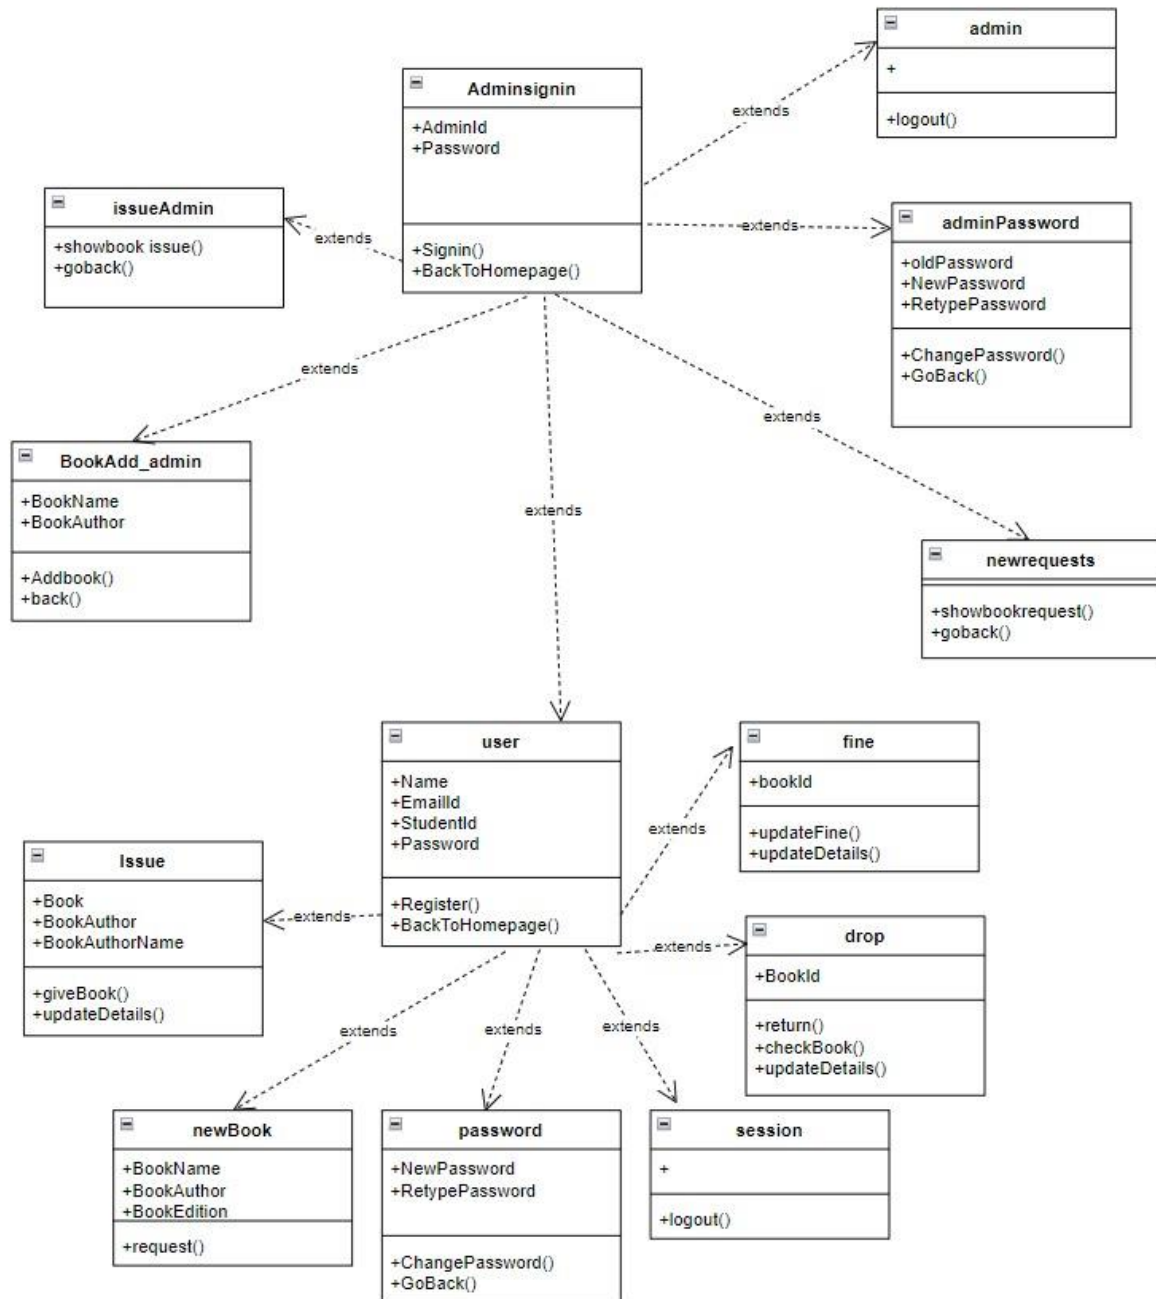 admin
+
+logout()
extends
Adminsignin
+AdminId
+Password
+Signin()
+BackToHomepage()
issueAdmin
+showbook issue()
+goback()
extends
extends
adminPassword
+oldPassword
+NewPassword
+RetypePassword
+ChangePassword()
+GoBack()
extends
extends
BookAdd_admin
+BookName
+BookAuthor
+Addbook()
+back()
extends
newrequests
+showbookrequest()
+goback()
user
+Name
+EmailId
+StudentId
+Password
+Register()
+BackToHomepage()
extends
fine
+bookId
+updateFine()
+updateDetails()
Issue
+Book
+BookAuthor
+BookAuthorName
+giveBook()
+updateDetails()
extends
extends
drop
+BookId
+return()
+checkBook()
+updateDetails()
extends
extends
extends
newBook
+BookName
+BookAuthor
+BookEdition
+request()
password
+NewPassword
+RetypePassword
+ChangePassword()
+GoBack()
session
+
+logout()